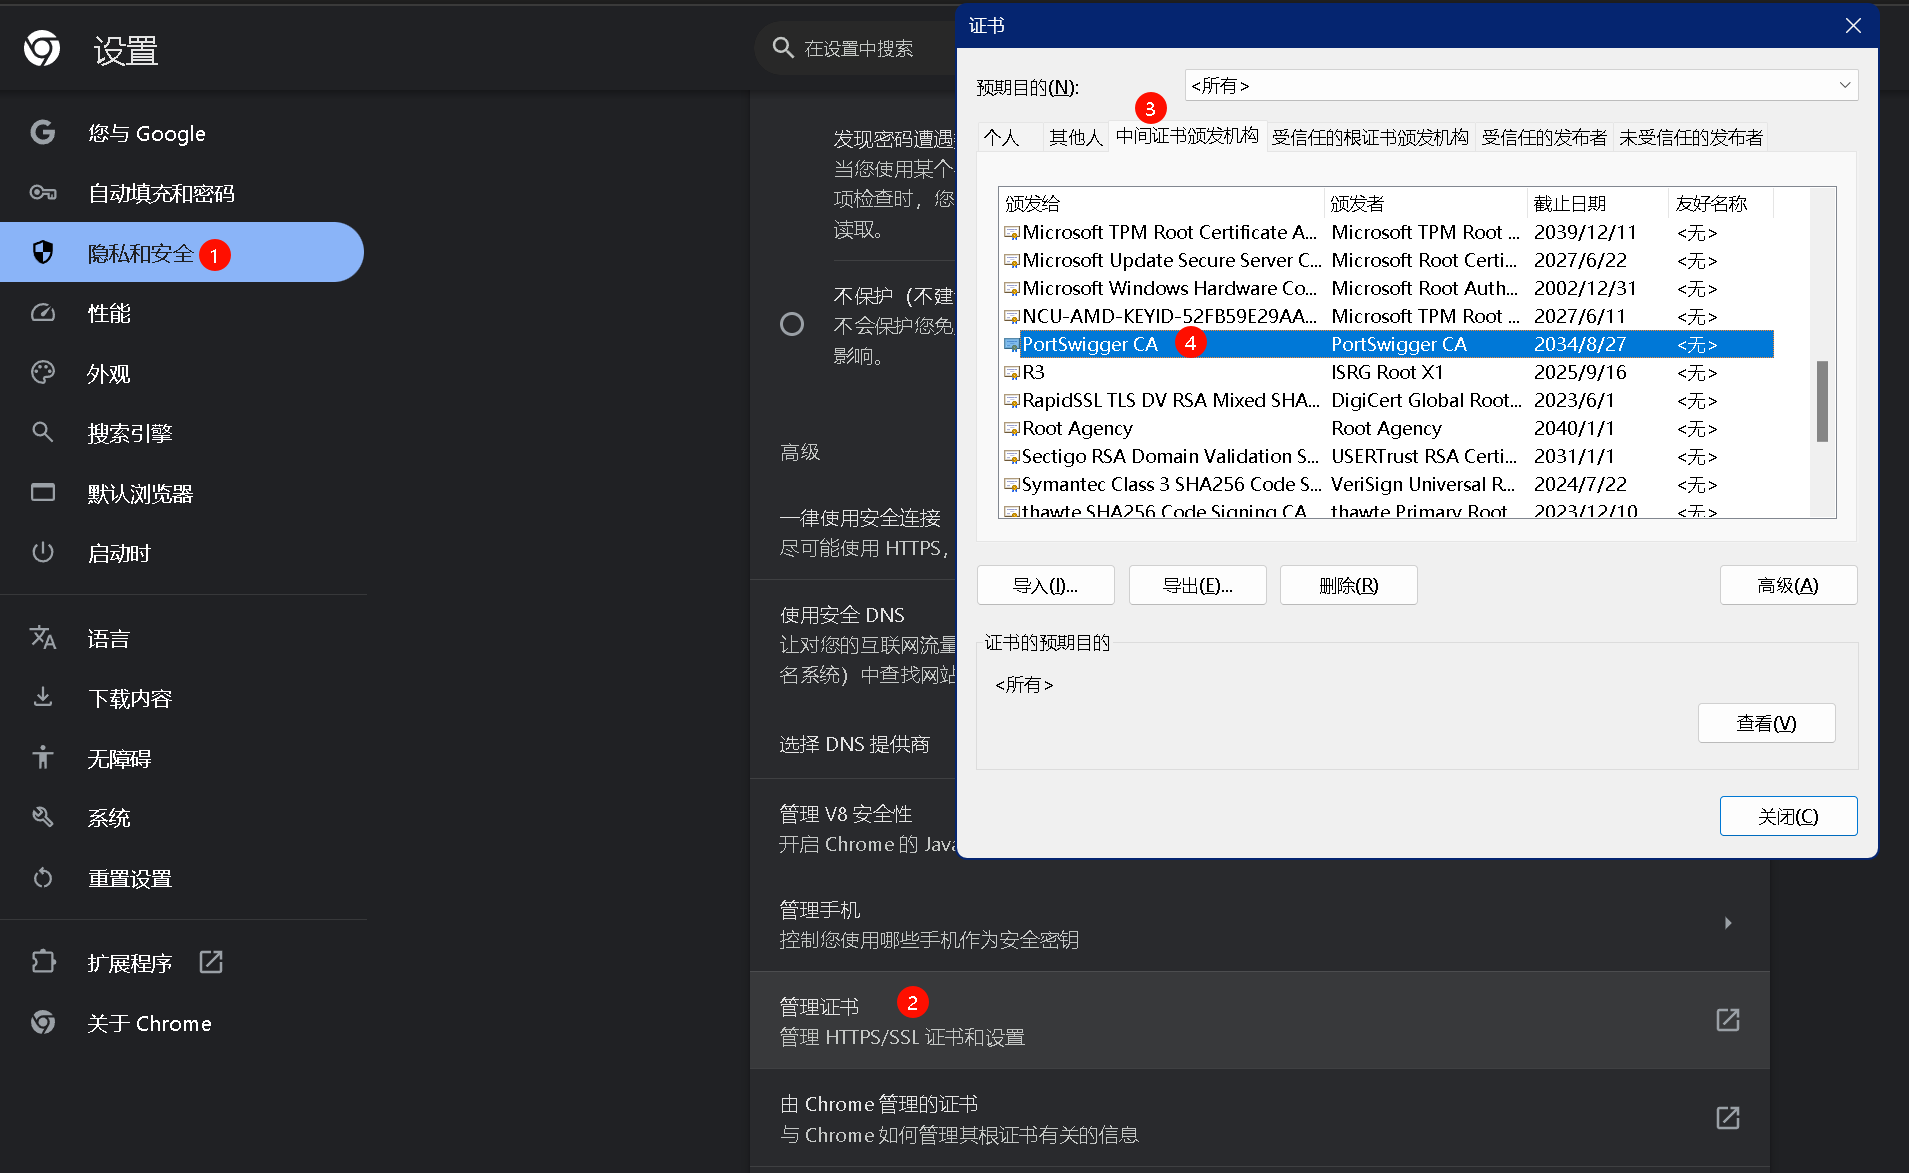 设置
在设置中搜索
您与 Google
自动填充和密码
隐私和安全 1
性能
外观
搜索引擎
默认浏览器
启动时
语言
下载内容
无障碍
系统
重置设置
扩展程序
关于 Chrome
发现密码遭遇
当您使用某个
项检查时，您
读取。
不保护（不建
不会保护您免
影响。
高级
一律使用安全连接
尽可能使用 HTTPS，
使用安全 DNS
让对您的互联网流量
名系统）中查找网站
选择 DNS 提供商
管理 V8 安全性
开启 Chrome 的 Java
管理手机
控制您使用哪些手机作为安全密钥
管理证书 2
管理 HTTPS/SSL 证书和设置
由 Chrome 管理的证书
与 Chrome 如何管理其根证书有关的信息
证书
预期目的(N): <所有>
3
个人 其他人 中间证书颁发机构 受信任的根证书颁发机构 受信任的发布者 未受信任的发布者
颁发给 颁发者 截止日期 友好名称
Microsoft TPM Root Certificate A... Microsoft TPM Root ... 2039/12/11 <无>
Microsoft Update Secure Server C... Microsoft Root Certi... 2027/6/22 <无>
Microsoft Windows Hardware Co... Microsoft Root Auth... 2002/12/31 <无>
NCU-AMD-KEYID-52FB59E29AA... Microsoft TPM Root ... 2027/6/11 <无>
PortSwigger CA 4 PortSwigger CA 2034/8/27 <无>
R3 ISRG Root X1 2025/9/16 <无>
RapidSSL TLS DV RSA Mixed SHA... DigiCert Global Root... 2023/6/1 <无>
Root Agency Root Agency 2040/1/1 <无>
Sectigo RSA Domain Validation S... USERTrust RSA Certi... 2031/1/1 <无>
Symantec Class 3 SHA256 Code S... VeriSign Universal R... 2024/7/22 <无>
thawte SHA256 Code Signing CA thawte Primary Root 2023/12/10 <无>
导入(I)... 导出(E)... 删除(R) 高级(A)
证书的预期目的
<所有>
查看(V)
关闭(C)